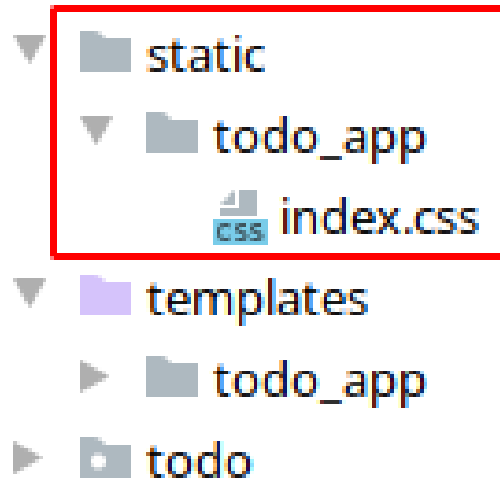 static
todo_app
CSS index.css
templates
todo_app
todo